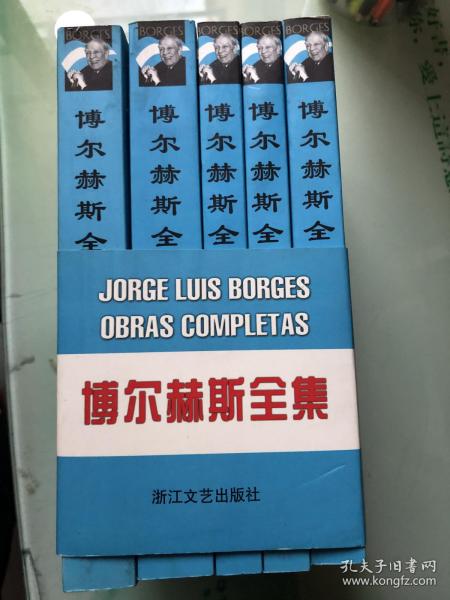 BORGES
BORGES
BORGES
BORGES
BORGES
博尔赫斯全
博尔赫斯全
博尔赫斯全
博尔赫斯全
博尔赫斯全
JORGE LUIS BORGES
OBRAS COMPLETAS
博尔赫斯全集
浙江文艺出版社
孔夫子旧书网
www.kongfz.com